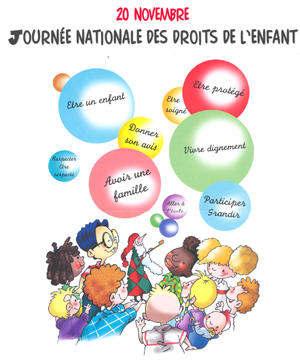 20 NOVEMBRE
JOURNÉE NATIONALE DES DROITS DE L'ENFANT
Etre un enfant
Etre
soigné
Etre protégé
Donner
son avis
Vivre dignement
Respecter
Etre
respecté
Avoir une
famille
Aller à
l'école
Participer
Grandir